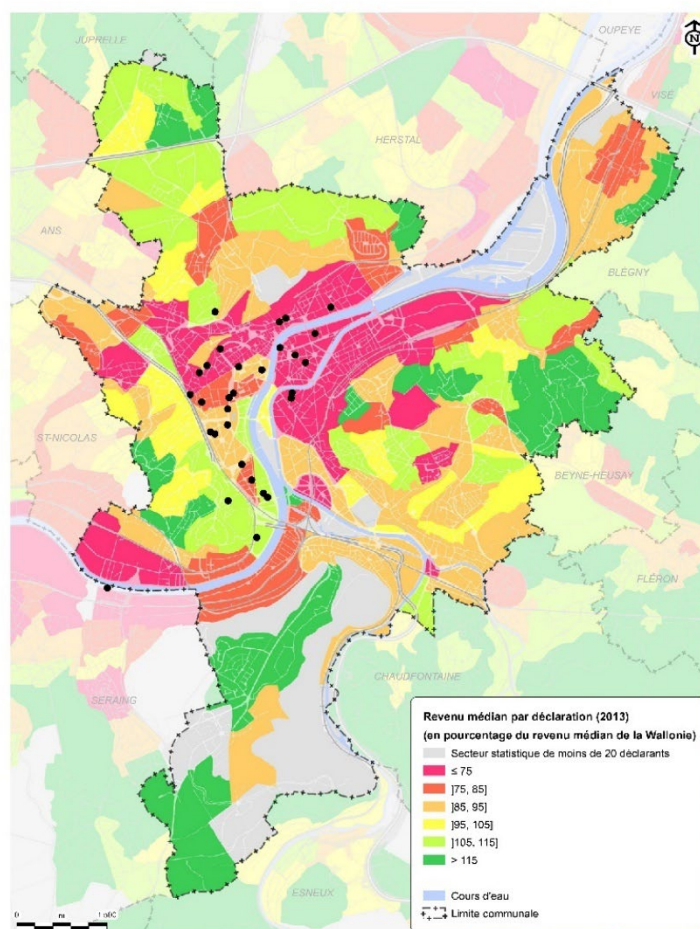 OUPEYE
JUPRELLE
N
VISÉ
HERSTAL
ANS
BLÉGNY
ST-NICOLAS
BEYNE-HEUSAY
FLÉRON
CHAUDFONTAINE
SERAING
Revenu médian par déclaration (2013)
(en pourcentage du revenu médian de la Wallonie)
Secteur statistique de moins de 20 déclarants
≤ 75
]75, 85]
]85, 95]
]95, 105]
]105, 115]
> 115
Cours d'eau
Limite communale
ESNEUX
0 m